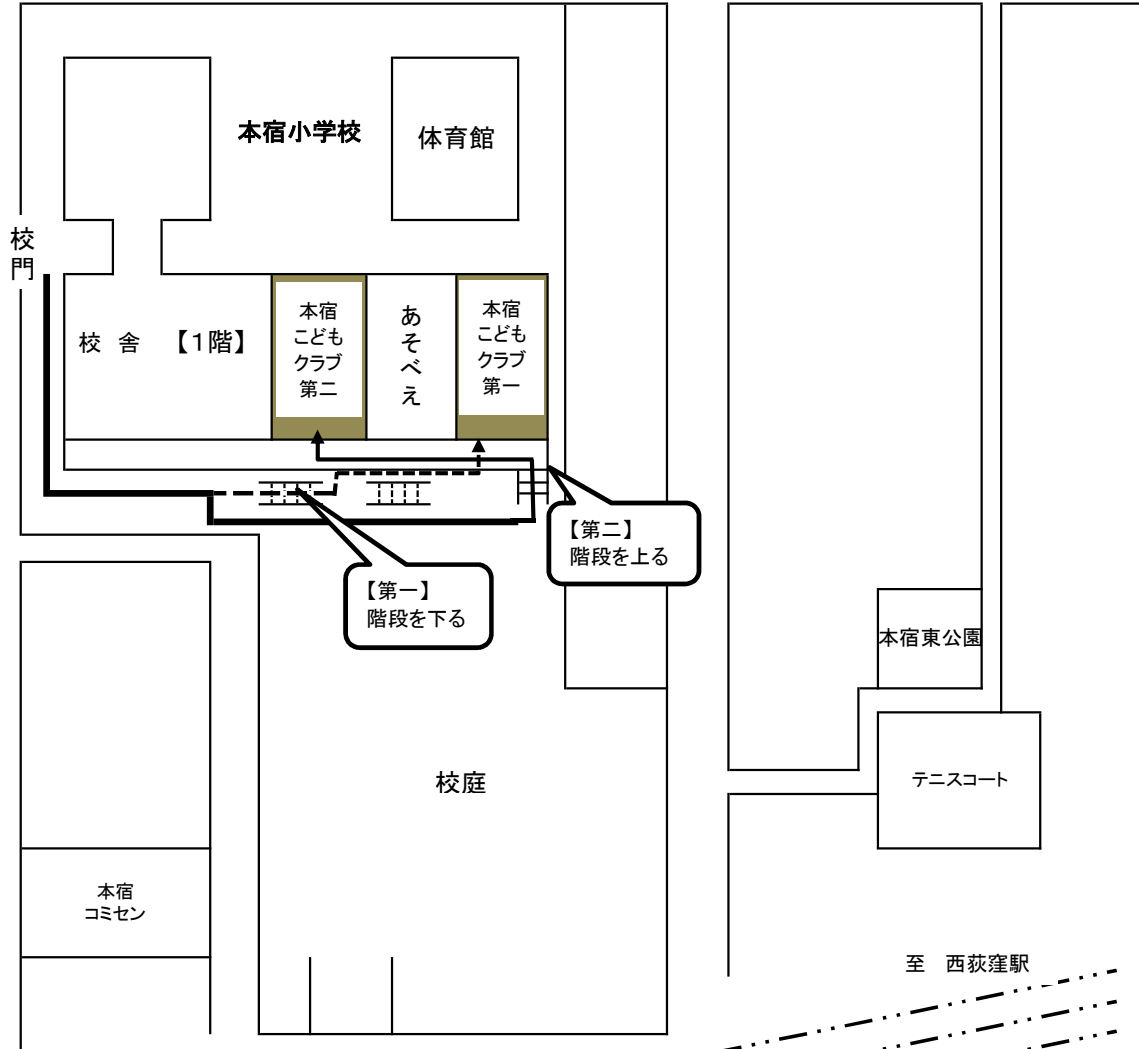 本宿小学校
体育館
校門
校 舎 【1階】
本宿
こども
クラブ
第二
あそべえ
本宿
こども
クラブ
第一
【第二】
階段を上る
【第一】
階段を下る
本宿東公園
校庭
テニスコート
本宿
コミセン
至 西荻窪駅